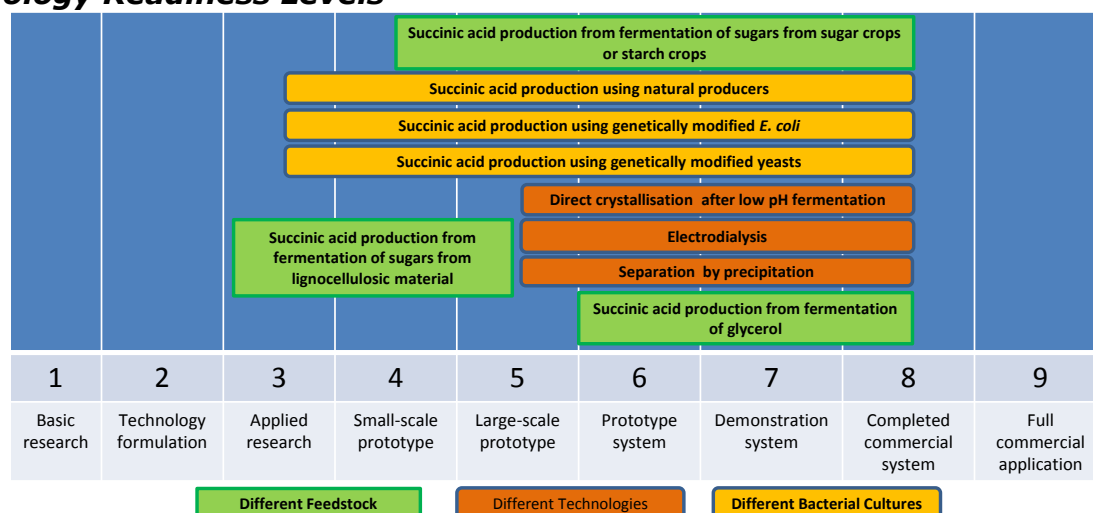 ology Readiness Levels
Succinic acid production from fermentation of sugars from sugar crops
or starch crops
Succinic acid production using natural producers
Succinic acid production using genetically modified E. coli
Succinic acid production using genetically modified yeasts
Direct crystallisation after low pH fermentation
Succinic acid production from
fermentation of sugars from
lignocellulosic material
Electrodialysis
Separation by precipitation
Succinic acid production from fermentation
of glycerol
1 2 3 4 5 6 7 8 9
Basic
research
Technology
formulation
Applied
research
Small-scale
prototype
Large-scale
prototype
Prototype
system
Demonstration
system
Completed
commercial
system
Full
commercial
application
Different Feedstock
Different Technologies
Different Bacterial Cultures